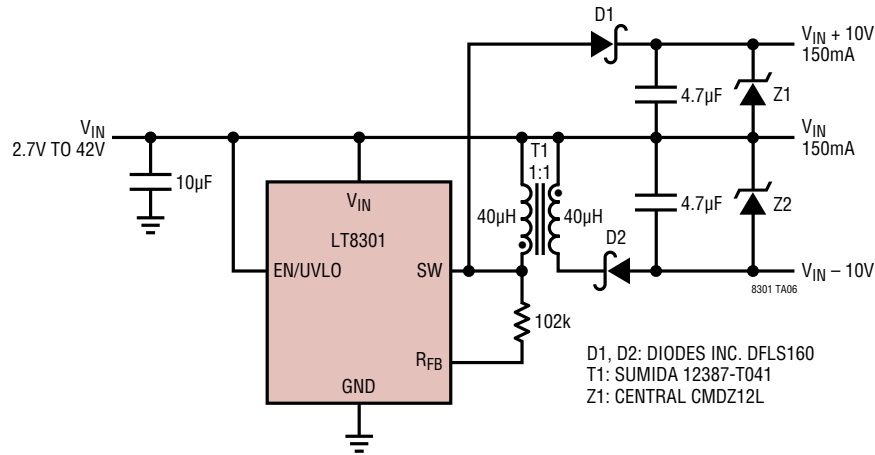 D1
V_IN + 10V
150mA
4.7µF
Z1
V_IN
2.7V TO 42V
V_IN
150mA
T1
1:1
10µF
V_IN
LT8301
40µH
40µH
4.7µF
Z2
D2
EN/UVLO
SW
V_IN – 10V
8301 TA06
102k
R_FB
GND
D1, D2: DIODES INC. DFLS160
T1: SUMIDA 12387-T041
Z1: CENTRAL CMDZ12L